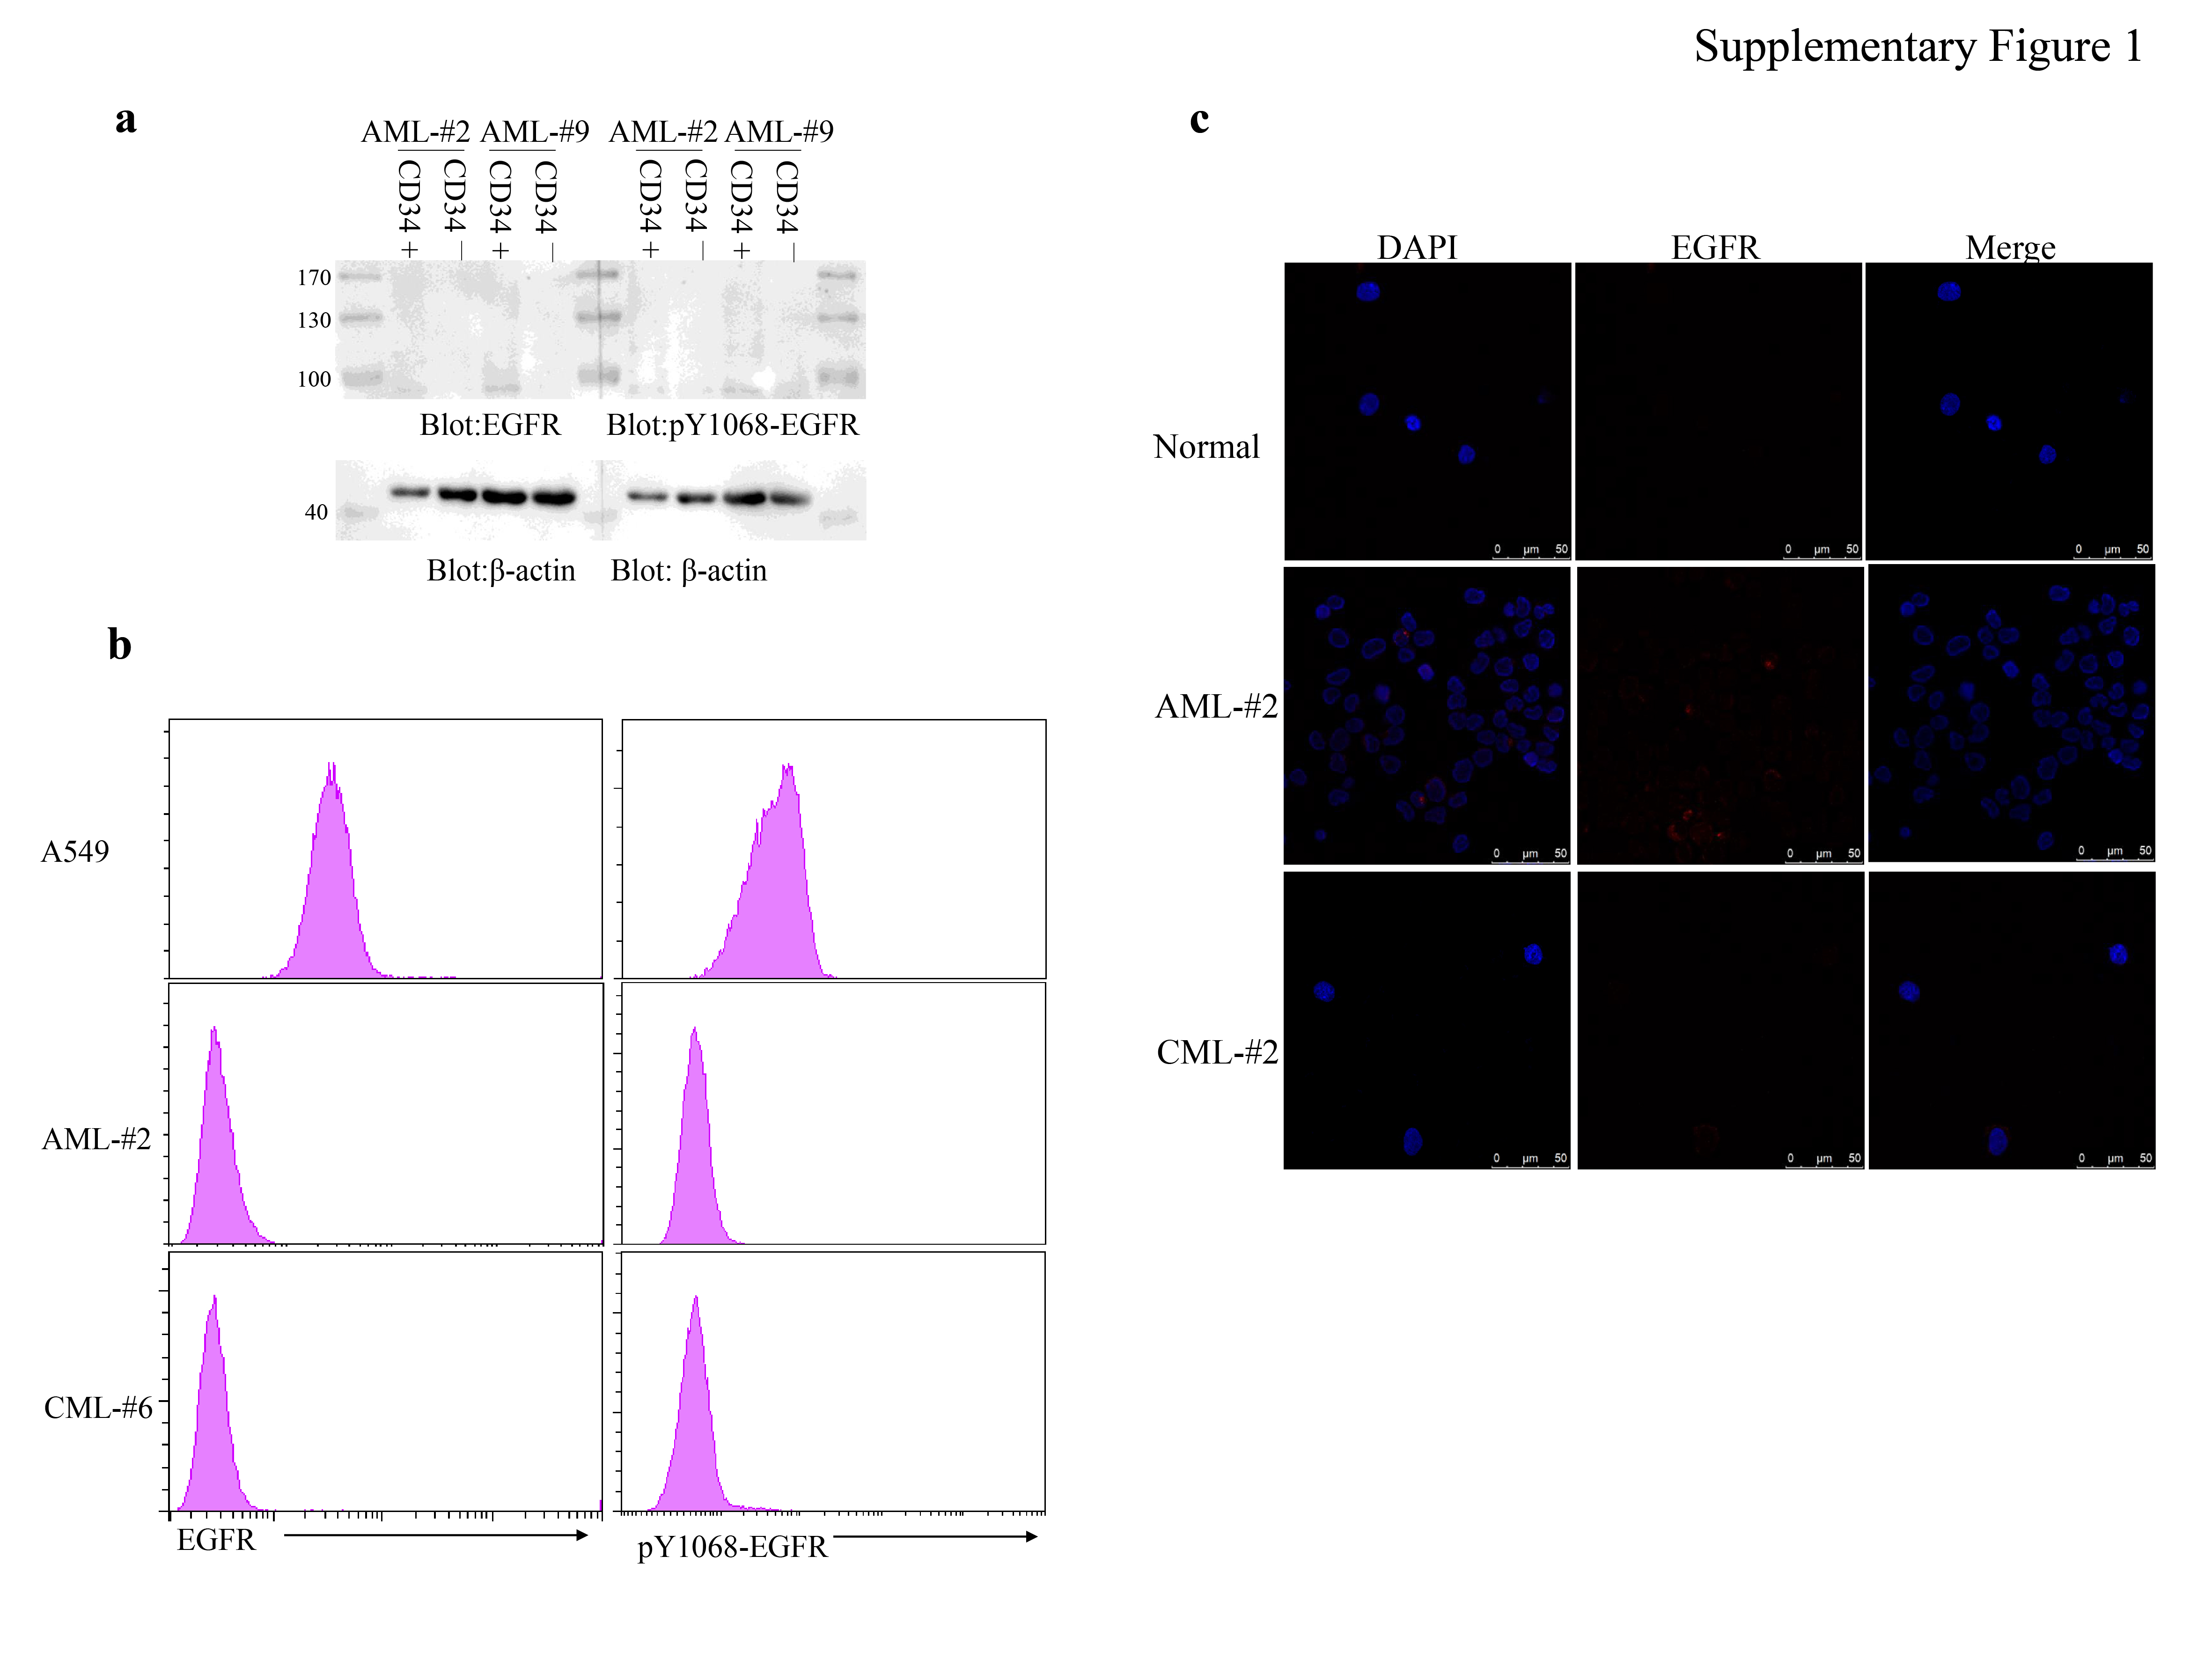 Supplementary Figure 1
a
AML-#2 AML-#9 AML-#2 AML-#9
CD34+ CD34− CD34+ CD34− CD34+ CD34− CD34+ CD34−
170
130
100
Blot:EGFR Blot:pY1068-EGFR
40
Blot:β-actin Blot: β-actin
b
A549
AML-#2
CML-#6
EGFR pY1068-EGFR
c
DAPI EGFR Merge
Normal
0 µm 50 0 µm 50 0 µm 50
AML-#2
0 µm 50 0 µm 50 0 µm 50
CML-#2
0 µm 50 0 µm 50 0 µm 50